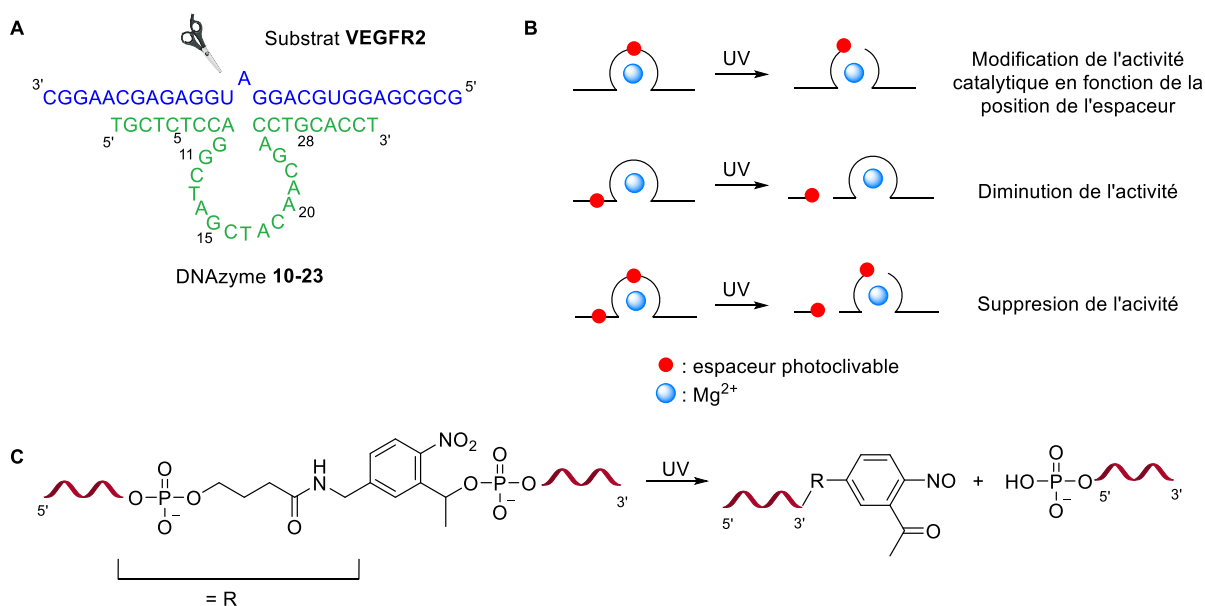 A
Substrat VEGFR2
A
3' CGGAACGAGAGGU GGACGUGGAGCGCG 5'
TGCTCTCCA CCTGCACCT
5' 5 28 3'
11 G A
G G
C C
T A
A A 20
G C
15 C T A
DNAzyme 10-23
B
UV
Modification de l'activité
catalytique en fonction de la
position de l'espaceur
UV
Diminution de l'activité
UV
Suppresion de l'acivité
: espaceur photoclivable
: Mg2+
C
5' O P O O O− O N H NO2 O P O O O− 3'
UV
5' 3' R NO O
+
HO P O O O− 5' 3'
= R